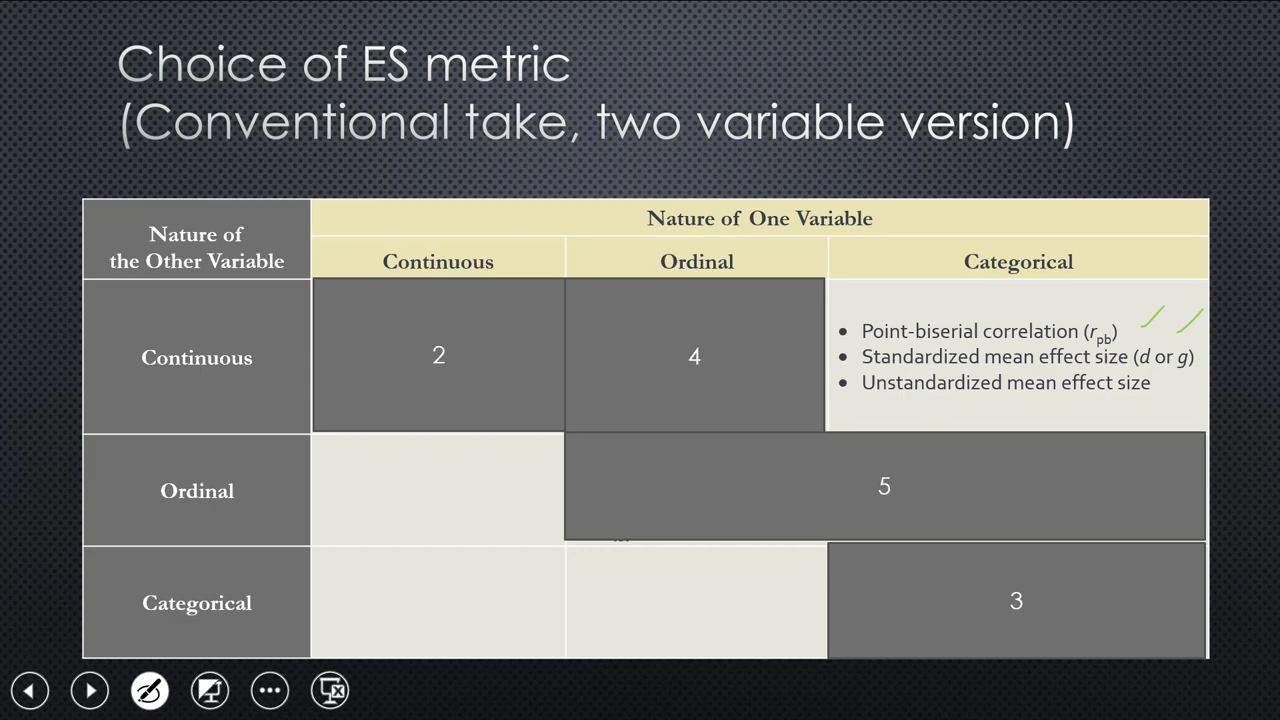 Choice of ES metric
(Conventional take, two variable version)
Nature of
the Other Variable
Nature of One Variable
Continuous
Ordinal
Categorical
Continuous
2
4
• Point-biserial correlation (rpb)
• Standardized mean effect size (d or g)
• Unstandardized mean effect size
Ordinal
5
Categorical
3